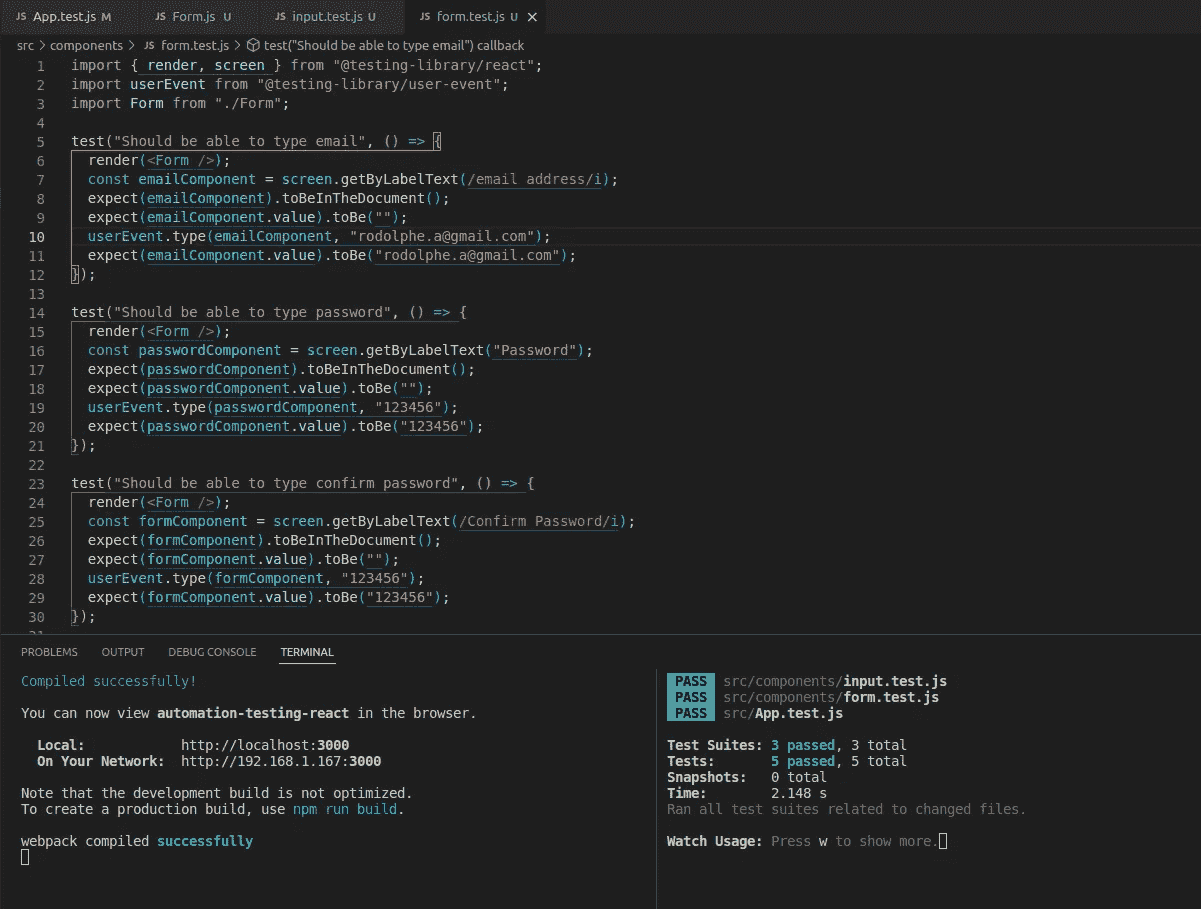 JS App.test.js M JS Form.js U JS input.test.js U JS form.test.js U ×
src > components > JS form.test.js > test("Should be able to type email") callback
1 import { render, screen } from "@testing-library/react";
2 import userEvent from "@testing-library/user-event";
3 import Form from "./Form";
4
5 test("Should be able to type email", () => {
6 render(<Form />);
7 const emailComponent = screen.getByLabelText(/email address/i);
8 expect(emailComponent).toBeInTheDocument();
9 expect(emailComponent.value).toBe("");
10 userEvent.type(emailComponent, "rodolphe.a@gmail.com");
11 expect(emailComponent.value).toBe("rodolphe.a@gmail.com");
12 });
13
14 test("Should be able to type password", () => {
15 render(<Form />);
16 const passwordComponent = screen.getByLabelText("Password");
17 expect(passwordComponent).toBeInTheDocument();
18 expect(passwordComponent.value).toBe("");
19 userEvent.type(passwordComponent, "123456");
20 expect(passwordComponent.value).toBe("123456");
21 });
22
23 test("Should be able to type confirm password", () => {
24 render(<Form />);
25 const formComponent = screen.getByLabelText(/Confirm Password/i);
26 expect(formComponent).toBeInTheDocument();
27 expect(formComponent.value).toBe("");
28 userEvent.type(formComponent, "123456");
29 expect(formComponent.value).toBe("123456");
30 });
31
PROBLEMS OUTPUT DEBUG CONSOLE TERMINAL
Compiled successfully!
You can now view automation-testing-react in the browser.
Local: http://localhost:3000
On Your Network: http://192.168.1.167:3000
Note that the development build is not optimized.
To create a production build, use npm run build.
webpack compiled successfully
PASS src/components/input.test.js
PASS src/components/form.test.js
PASS src/App.test.js
Test Suites: 3 passed, 3 total
Tests: 5 passed, 5 total
Snapshots: 0 total
Time: 2.148 s
Ran all test suites related to changed files.
Watch Usage: Press w to show more.